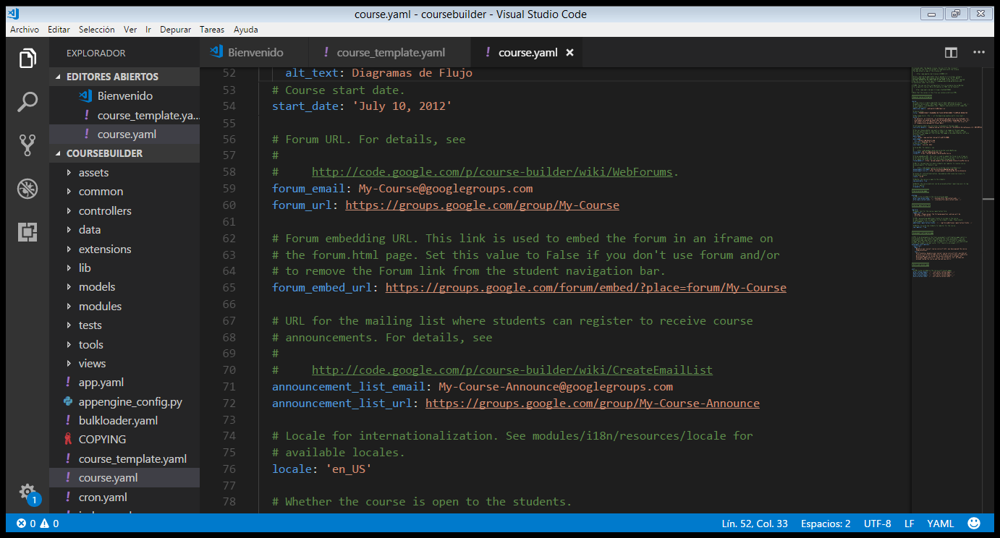 course.yaml - coursebuilder - Visual Studio Code
Archivo Editar Selección Ver Ir Depurar Tareas Ayuda
EXPLORADOR
EDITORES ABIERTOS
Bienvenido
course_template.ya...
course.yaml
COURSEBUILDER
assets
common
controllers
data
extensions
lib
models
modules
tests
tools
views
app.yaml
appengine_config.py
bulkloader.yaml
COPYING
course_template.yaml
course.yaml
cron.yaml
1
Bienvenido course_template.yaml course.yaml
52 alt_text: Diagramas de Flujo
53 # Course start date.
54 start_date: 'July 10, 2012'
55
56 # Forum URL. For details, see
57 #
58 # http://code.google.com/p/course-builder/wiki/WebForums.
59 forum_email: My-Course@googlegroups.com
60 forum_url: https://groups.google.com/group/My-Course
61
62 # Forum embedding URL. This link is used to embed the forum in an iframe on
63 # the forum.html page. Set this value to False if you don't use forum and/or
64 # to remove the Forum link from the student navigation bar.
65 forum_embed_url: https://groups.google.com/forum/embed/?place=forum/My-Course
66
67 # URL for the mailing list where students can register to receive course
68 # announcements. For details, see
69 #
70 # http://code.google.com/p/course-builder/wiki/CreateEmailList
71 announcement_list_email: My-Course-Announce@googlegroups.com
72 announcement_list_url: https://groups.google.com/group/My-Course-Announce
73
74 # Locale for internationalization. See modules/i18n/resources/locale for
75 # available locales.
76 locale: 'en_US'
77
78 # Whether the course is open to the students.
0 0 Lín. 52, Col. 33 Espacios: 2 UTF-8 LF YAML